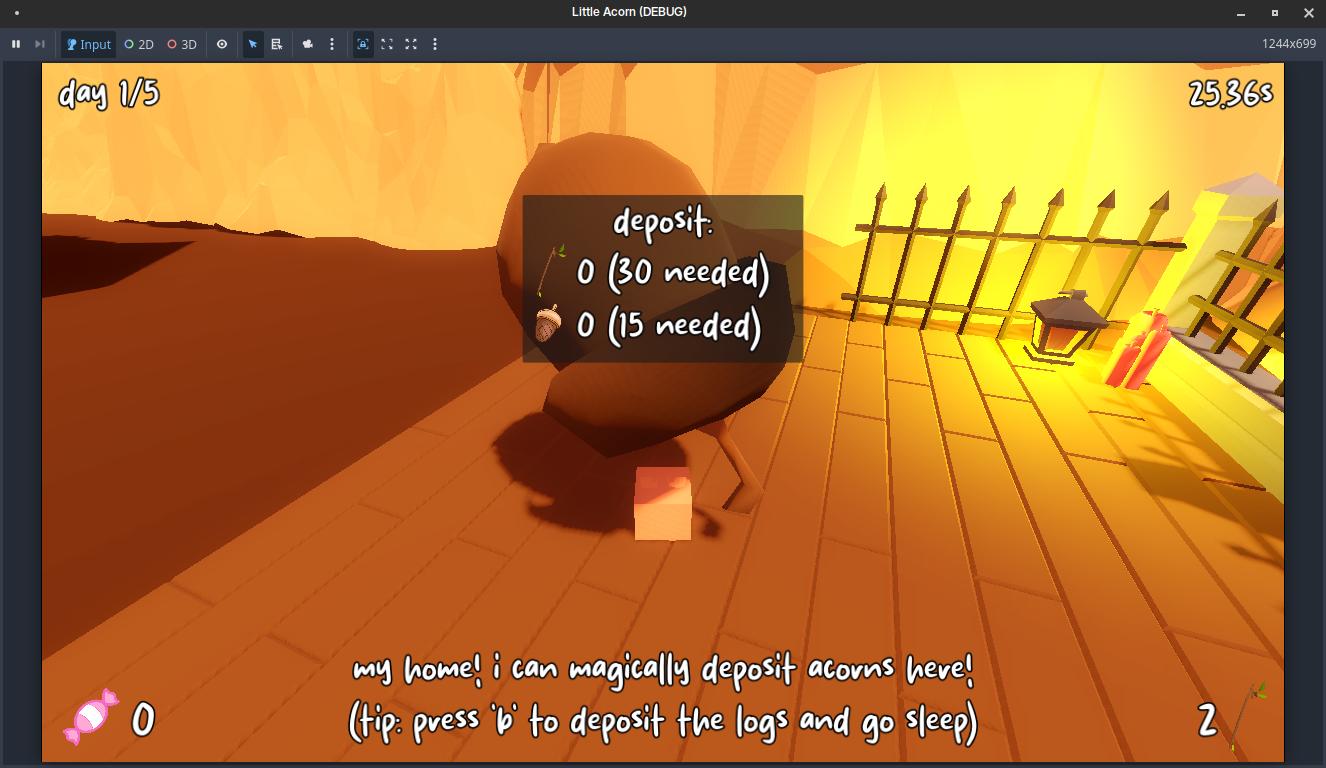 Little Acorn (DEBUG)
Input 2D 3D 1244x699
day 1/5
25.36s
deposit:
0 (30 needed)
0 (15 needed)
my home! i can magically deposit acorns here!
(tip: press 'b' to deposit the logs and go sleep)
0
2